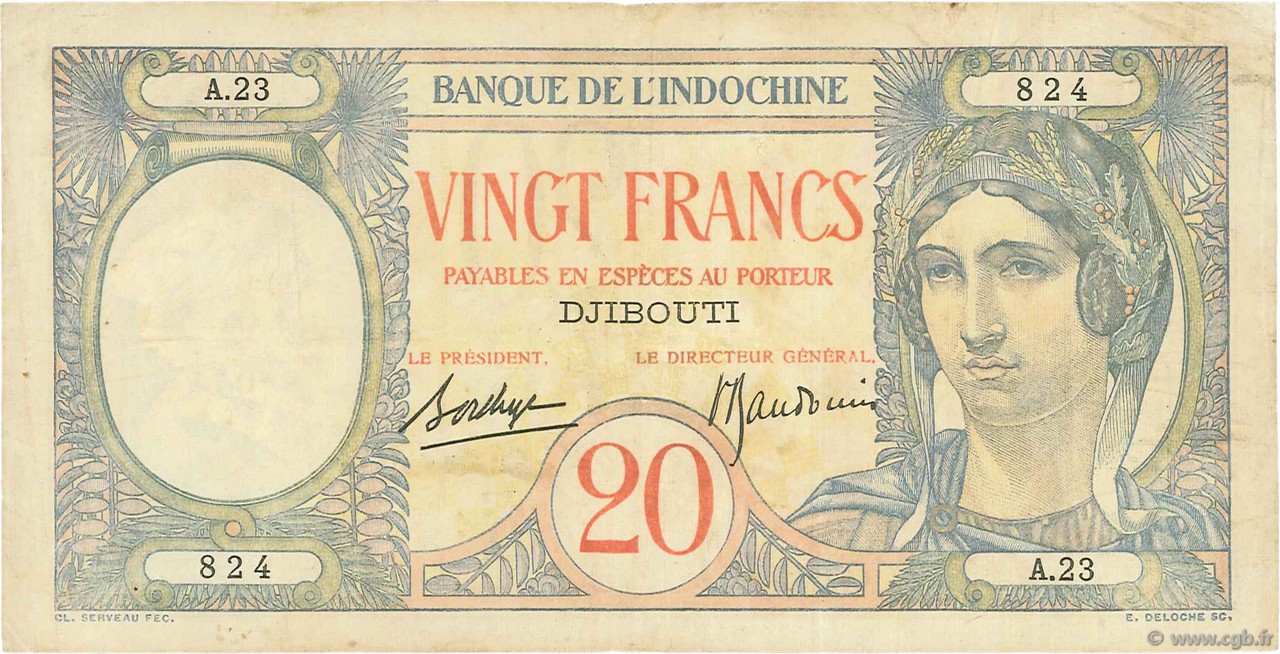 A.23
BANQUE DE L'INDOCHINE
824
VINGT FRANCS
PAYABLES EN ESPÈCES AU PORTEUR
DJIBOUTI
LE PRÉSIDENT,
LE DIRECTEUR GÉNÉRAL,
20
824
A.23
CL. SERVEAU FEC.
E. DELOCHE SC.
© www.cgb.fr